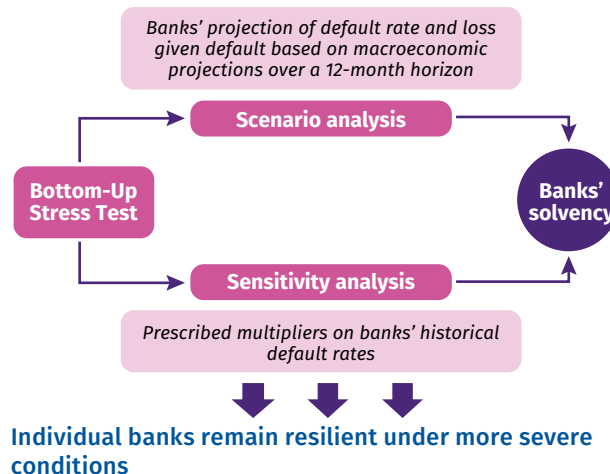 Banks' projection of default rate and loss
given default based on macroeconomic
projections over a 12-month horizon
Scenario analysis
Bottom-Up
Stress Test
Banks'
solvency
Sensitivity analysis
Prescribed multipliers on banks' historical
default rates
Individual banks remain resilient under more severe
conditions